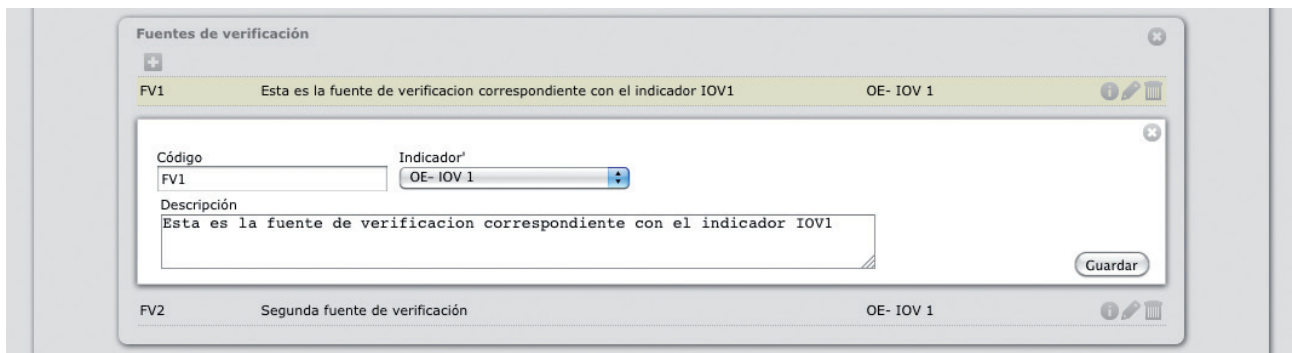 Fuentes de verificación
FV1 Esta es la fuente de verificacion correspondiente con el indicador IOV1 OE- IOV 1
Código Indicador'
FV1 OE- IOV 1
Descripción
Esta es la fuente de verificacion correspondiente con el indicador IOV1
Guardar
FV2 Segunda fuente de verificación OE- IOV 1